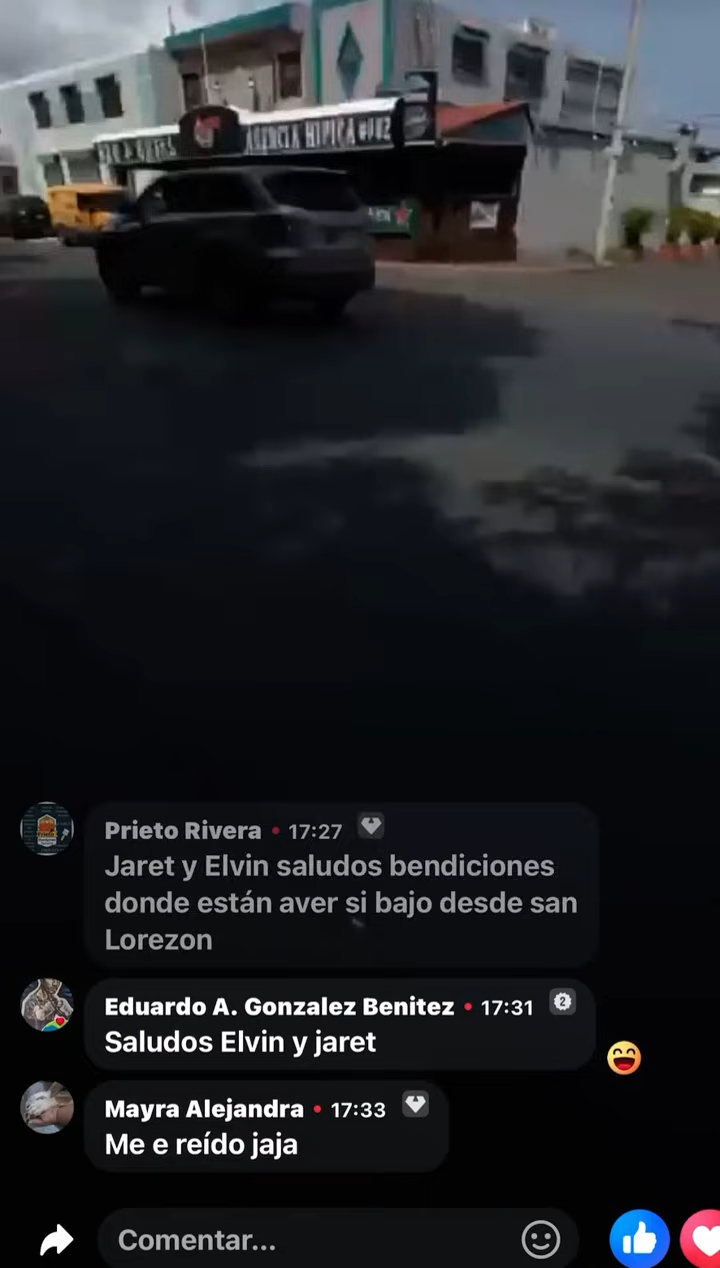 AGENCIA HIPICA
Prieto Rivera • 17:27
Jaret y Elvin saludos bendiciones
donde están aver si bajo desde san
Lorezon
Eduardo A. Gonzalez Benitez • 17:31
2
Saludos Elvin y jaret
Mayra Alejandra • 17:33
Me e reído jaja
Comentar...